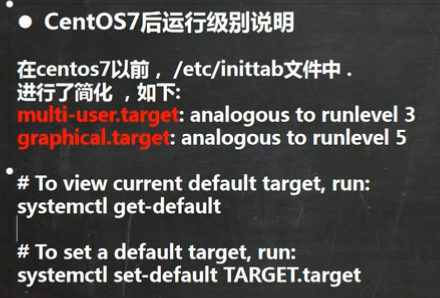 CentOS7后运行级别说明
在centos7以前， /etc/inittab文件中 .
进行了简化 ，如下:
multi-user.target: analogous to runlevel 3
graphical.target: analogous to runlevel 5
# To view current default target, run:
systemctl get-default
# To set a default target, run:
systemctl set-default TARGET.target